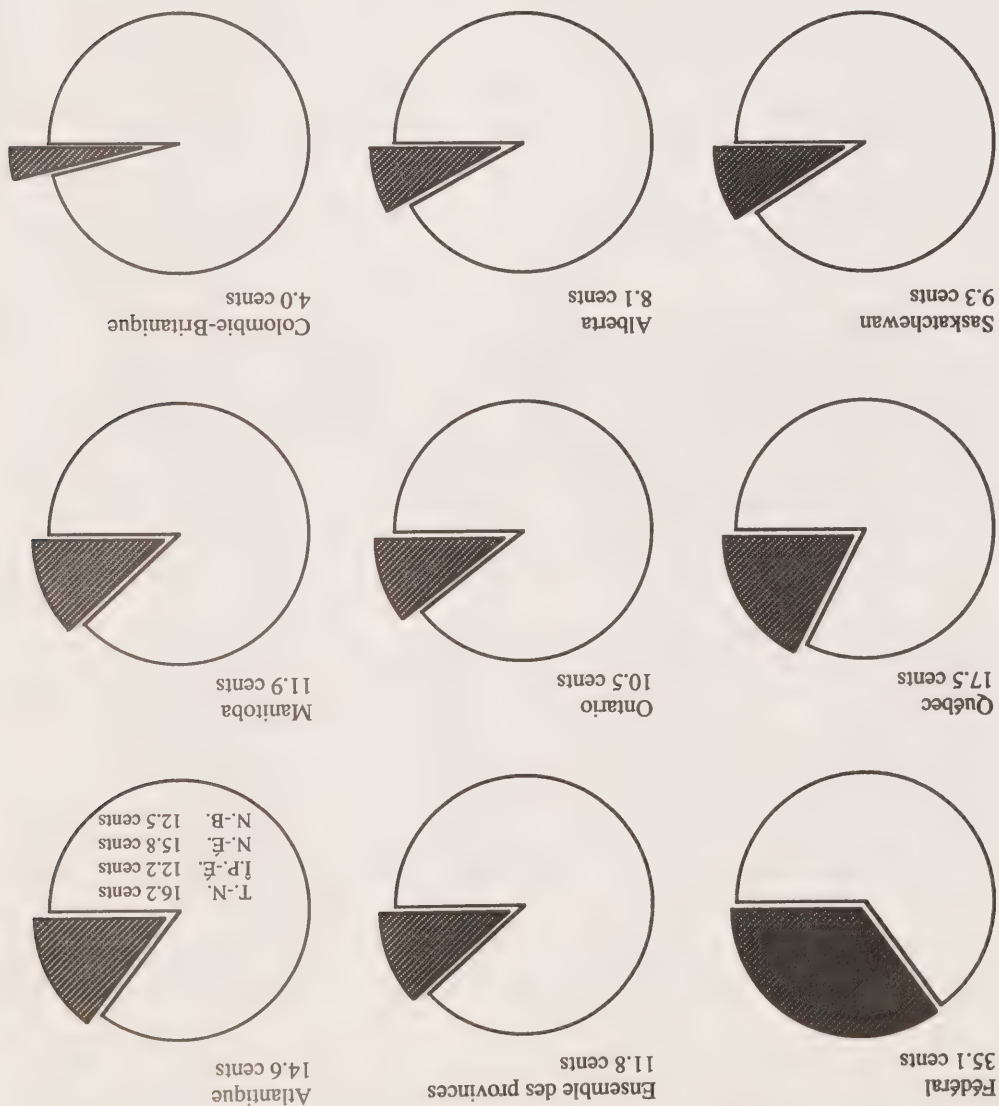 Fédéral
35.1 cents
Ensemble des provinces
11.8 cents
Atlantique
14.6 cents
T.-N. 16.2 cents
Î.P.-É. 12.2 cents
N.-É. 15.8 cents
N.-B. 12.5 cents
Québec
17.5 cents
Ontario
10.5 cents
Manitoba
11.9 cents
Saskatchewan
9.3 cents
Alberta
8.1 cents
Colombie-Britanique
4.0 cents